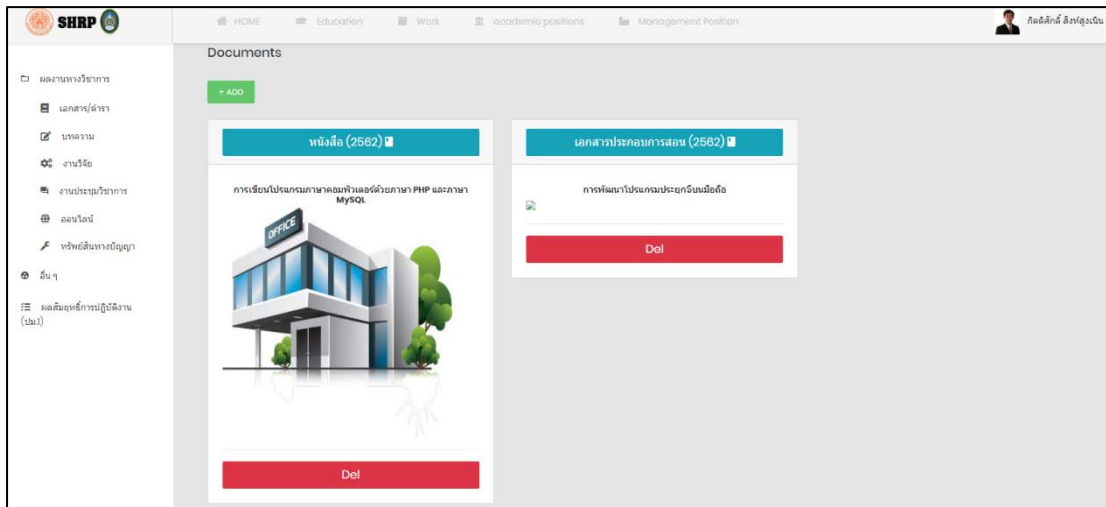 SHRP
HOME Education Work academic positions Management Position
กิตติศักดิ์ สิงห์สูงเนิน
Documents
+ ADD
ผลงานทางวิชาการ
เอกสาร/ตำรา
บทความ
งานวิจัย
งานประชุมวิชาการ
ออนไลน์
ทรัพย์สินทางปัญญา
อื่น ๆ
ผลสัมฤทธิ์การปฏิบัติงาน
(ปม.1)
หนังสือ (2562)
การเขียนโปรแกรมภาษาคอมพิวเตอร์ด้วยภาษา PHP และภาษา
MySQL
OFFICE
Del
เอกสารประกอบการสอน (2562)
การพัฒนาโปรแกรมประยุกต์บนมือถือ
Del